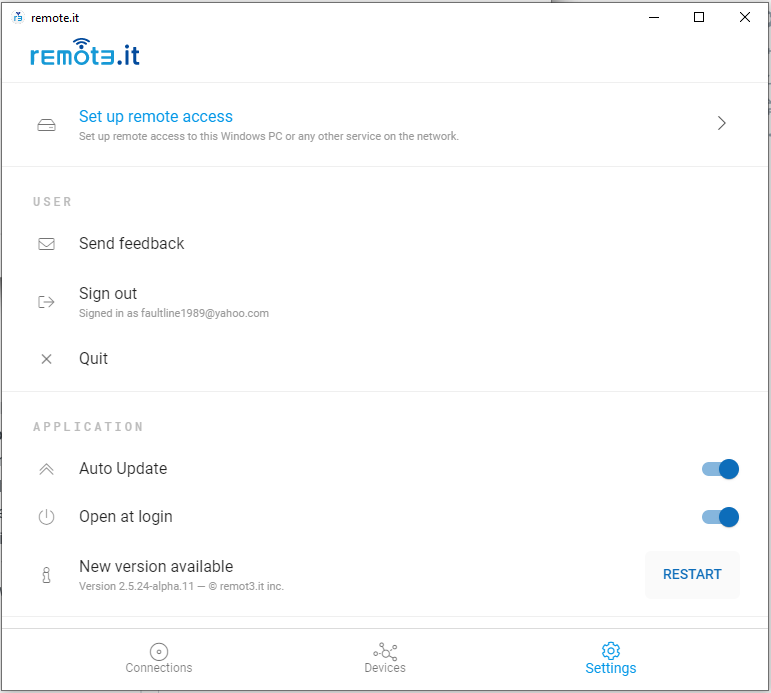 remote.it
remot3.it
Set up remote access
Set up remote access to this Windows PC or any other service on the network.
USER
Send feedback
Sign out
Signed in as faultline1989@yahoo.com
Quit
APPLICATION
Auto Update
Open at login
New version available
Version 2.5.24-alpha.11 — © remot3.it inc.
RESTART
Connections
Devices
Settings